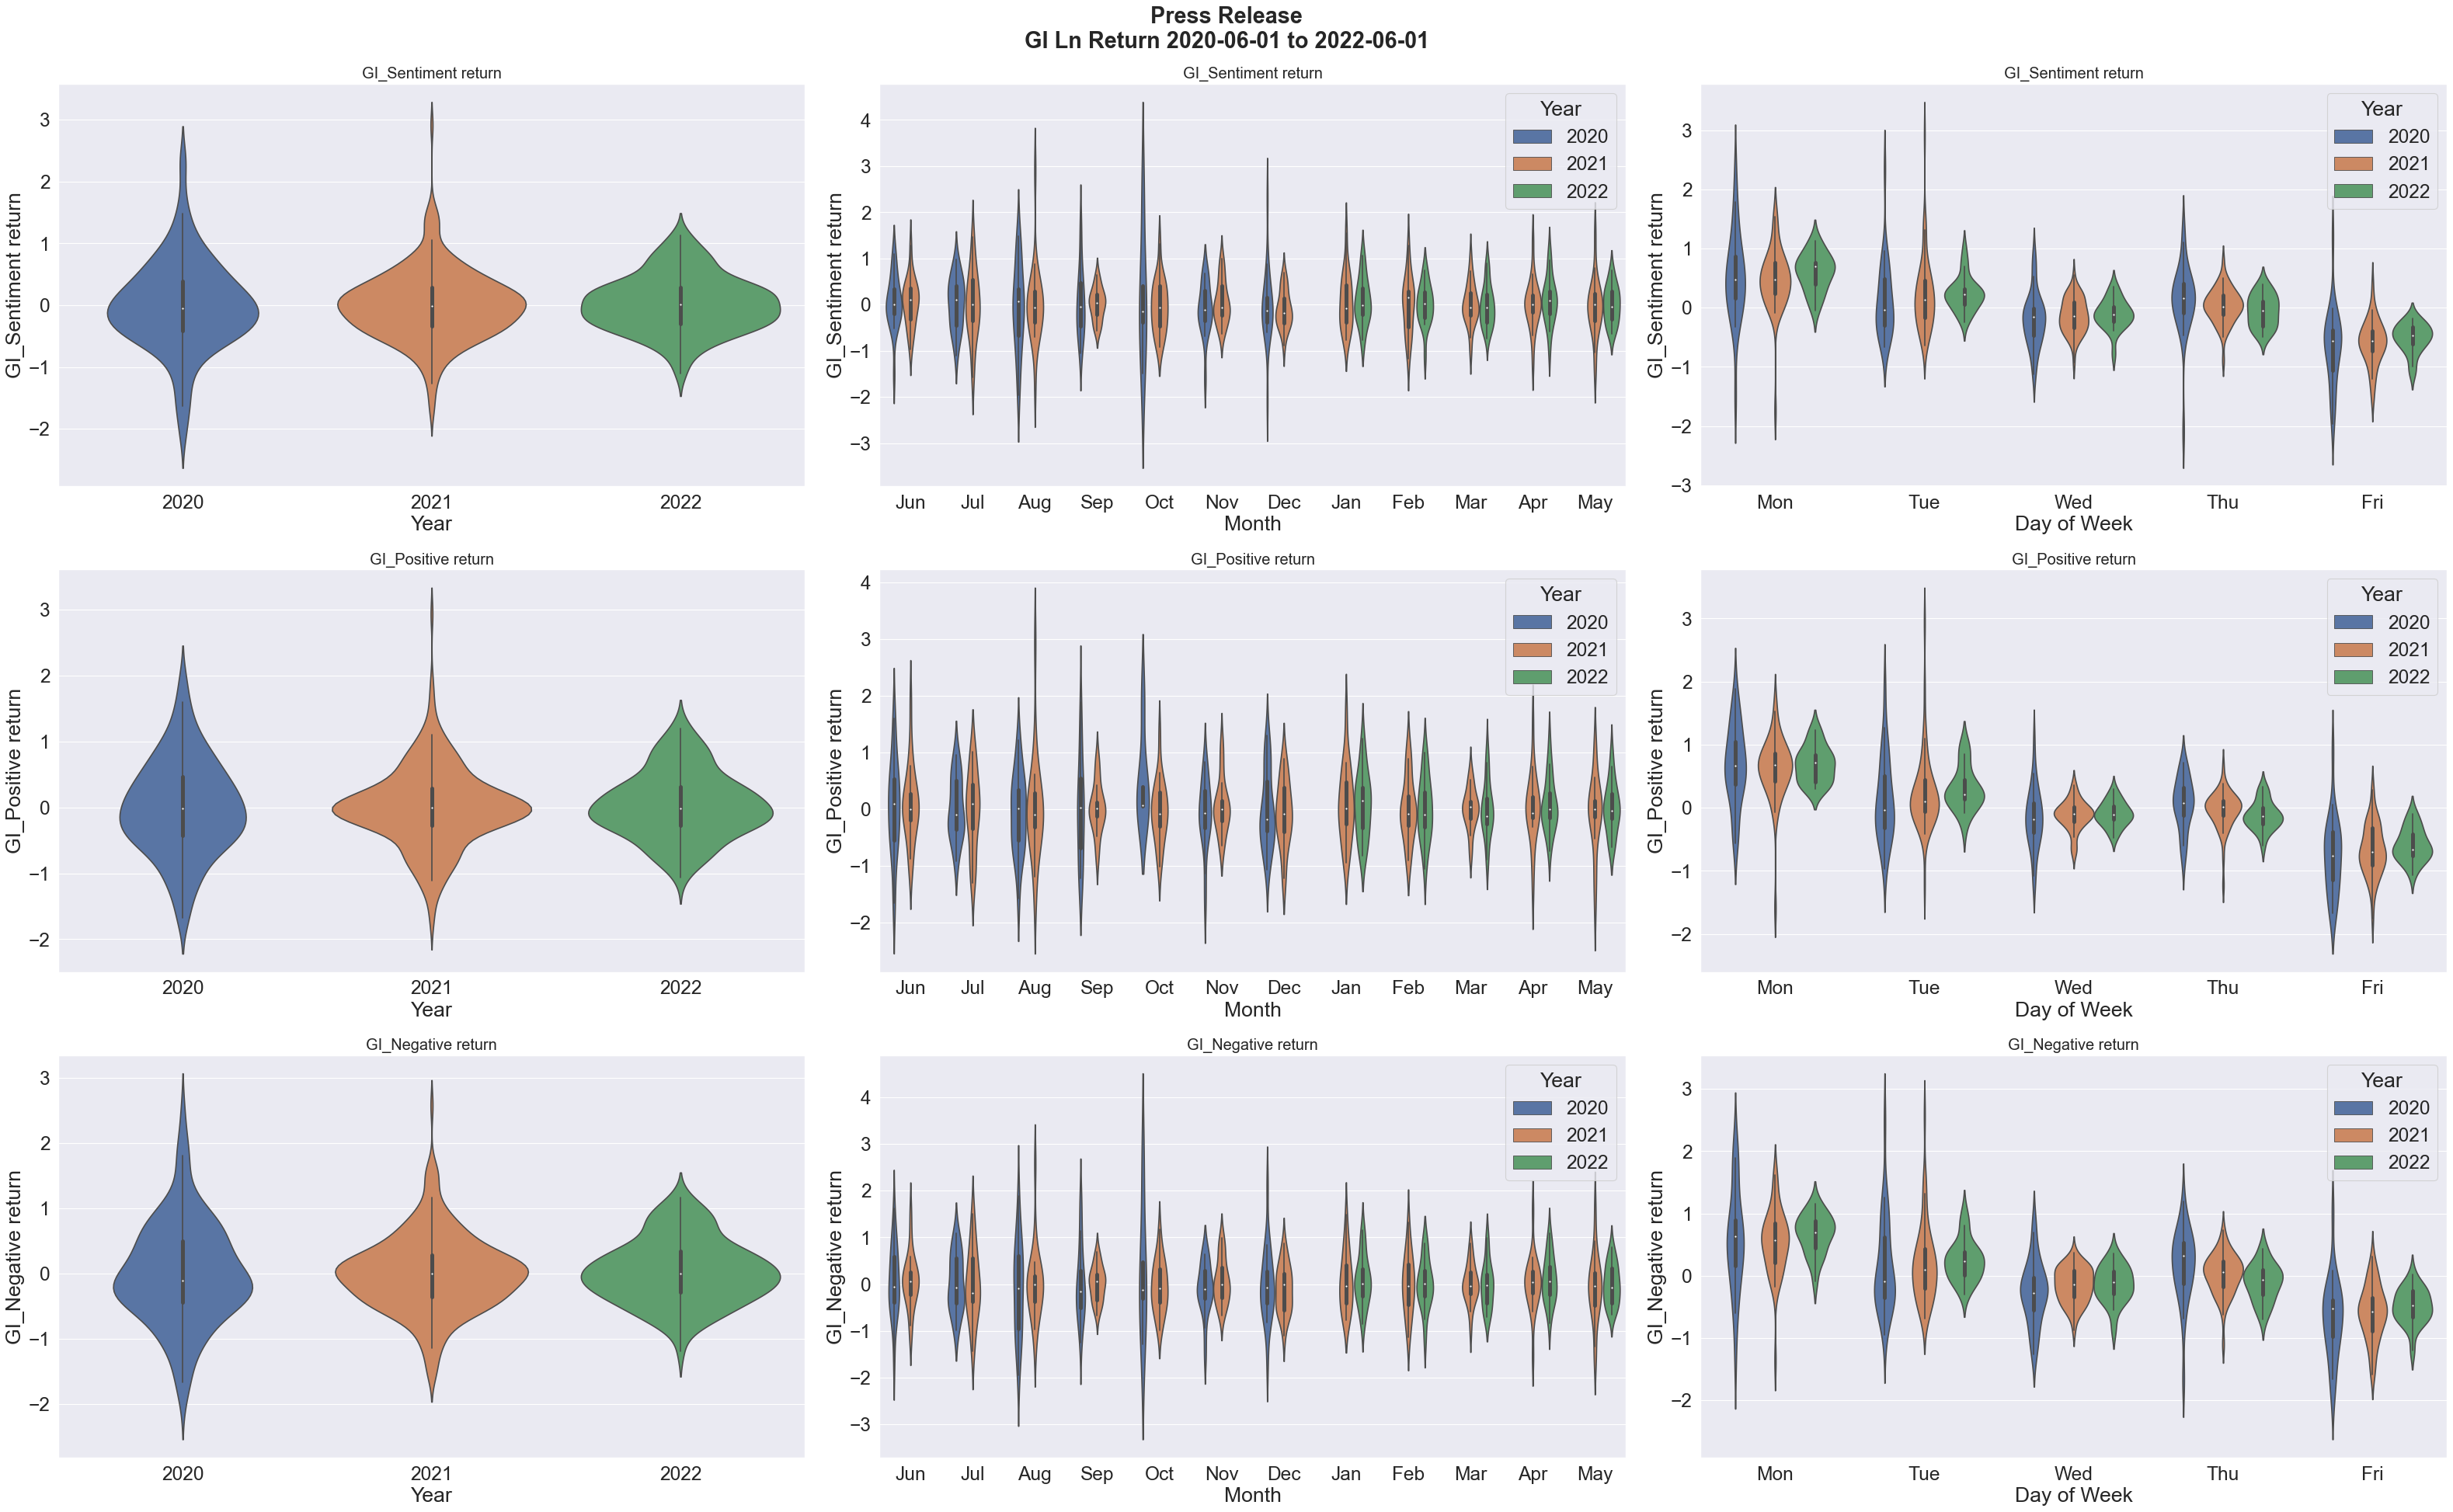 Press Release
GI Ln Return 2020-06-01 to 2022-06-01
GI_Sentiment return
GI_Sentiment return
3
2
1
0
−1
−2
2020 2021 2022
Year
GI_Sentiment return
GI_Sentiment return
4
3
2
1
0
−1
−2
−3
Year
2020
2021
2022
Jun Jul Aug Sep Oct Nov Dec Jan Feb Mar Apr May
Month
GI_Sentiment return
GI_Sentiment return
3
2
1
0
−1
−2
−3
Year
2020
2021
2022
Mon Tue Wed Thu Fri
Day of Week
GI_Positive return
GI_Positive return
3
2
1
0
−1
−2
2020 2021 2022
Year
GI_Positive return
GI_Positive return
4
3
2
1
0
−1
−2
Year
2020
2021
2022
Jun Jul Aug Sep Oct Nov Dec Jan Feb Mar Apr May
Month
GI_Positive return
GI_Positive return
3
2
1
0
−1
−2
Year
2020
2021
2022
Mon Tue Wed Thu Fri
Day of Week
GI_Negative return
GI_Negative return
3
2
1
0
−1
−2
2020 2021 2022
Year
GI_Negative return
GI_Negative return
4
3
2
1
0
−1
−2
−3
Year
2020
2021
2022
Jun Jul Aug Sep Oct Nov Dec Jan Feb Mar Apr May
Month
GI_Negative return
GI_Negative return
3
2
1
0
−1
−2
Year
2020
2021
2022
Mon Tue Wed Thu Fri
Day of Week